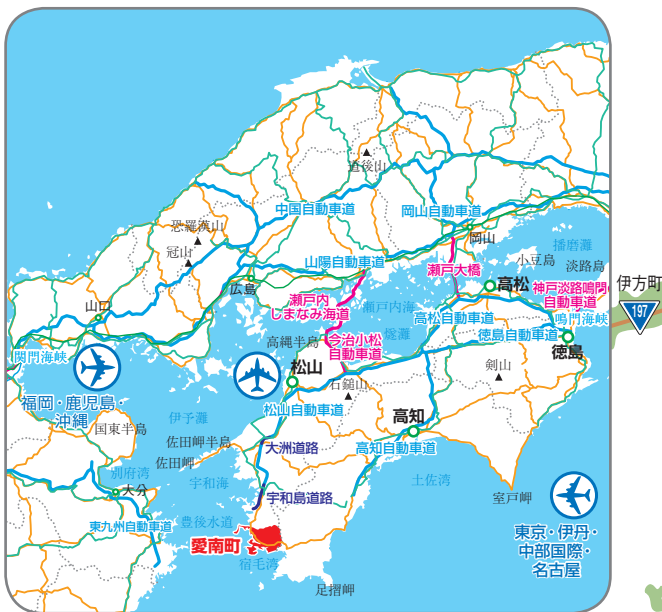 道後山
中国自動車道
岡山自動車道
恐羅漢山
冠山
岡山
播磨灘
山陽自動車道
瀬戸大橋
小豆島
淡路島
広島
高松
神戸淡路鳴門
自動車道
伊方町
197
山口
瀬戸内
しまなみ海道
瀬戸内海
高松自動車道
鳴門海峡
燧灘
徳島自動車道
関門海峡
高縄半島
今治小松
自動車道
徳島
松山
石鎚山
剣山
福岡・鹿児島・
沖縄
松山自動車道
伊予灘
高知
国東半島
佐田岬半島
大洲道路
高知自動車道
佐田岬
別府湾
宇和海
土佐湾
大分
宇和島道路
室戸岬
豊後水道
東九州自動車道
東京・伊丹・
中部国際・
名古屋
愛南町
宿毛湾
足摺岬